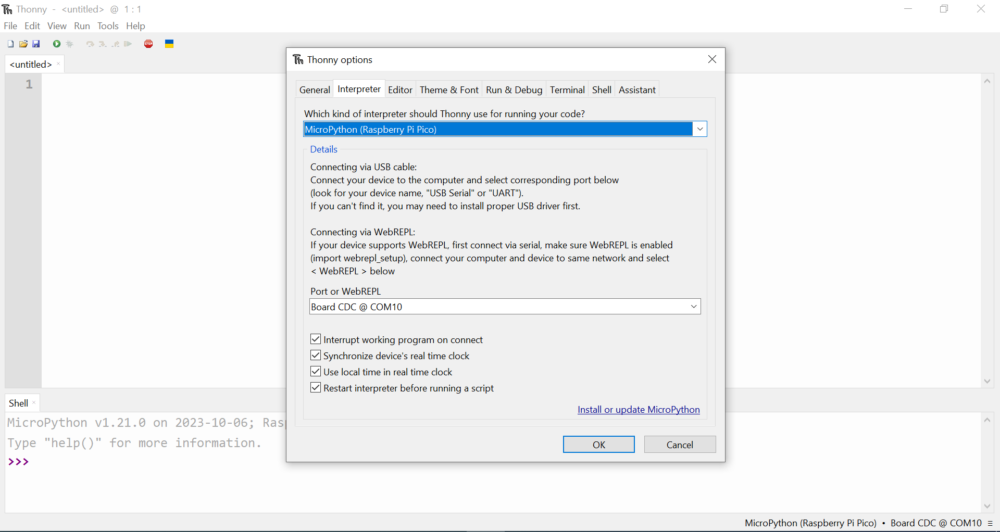 Thonny - <untitled> @ 1 : 1
File Edit View Run Tools Help
STOP
<untitled>
1
Thonny options
General Interpreter Editor Theme & Font Run & Debug Terminal Shell Assistant
Which kind of interpreter should Thonny use for running your code?
MicroPython (Raspberry Pi Pico)
Details
Connecting via USB cable:
Connect your device to the computer and select corresponding port below
(look for your device name, "USB Serial" or "UART").
If you can't find it, you may need to install proper USB driver first.
Connecting via WebREPL:
If your device supports WebREPL, first connect via serial, make sure WebREPL is enabled
(import webrepl_setup), connect your computer and device to same network and select
< WebREPL > below
Port or WebREPL
Board CDC @ COM10
Interrupt working program on connect
Synchronize device's real time clock
Use local time in real time clock
Restart interpreter before running a script
Install or update MicroPython
OK Cancel
Shell
MicroPython v1.21.0 on 2023-10-06; Ras
Type "help()" for more information.
>>>
MicroPython (Raspberry Pi Pico) • Board CDC @ COM10 ≡